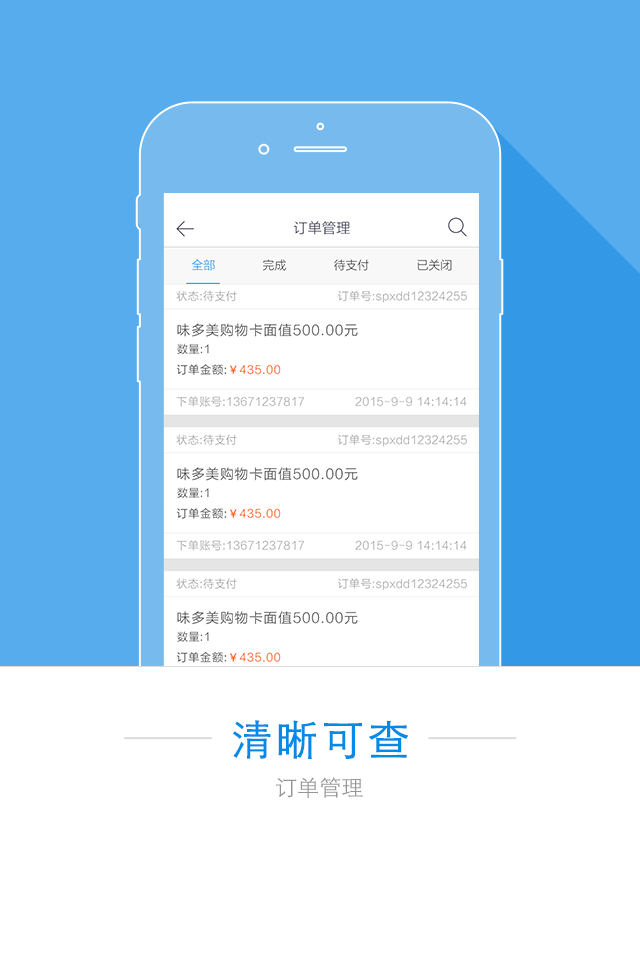 订单管理
全部 完成 待支付 已关闭
状态:待支付 订单号:spxdd12324255
味多美购物卡面值500.00元
数量:1
订单金额:￥435.00
下单账号:13671237817 2015-9-9 14:14:14
状态:待支付 订单号:spxdd12324255
味多美购物卡面值500.00元
数量:1
订单金额:￥435.00
下单账号:13671237817 2015-9-9 14:14:14
状态:待支付 订单号:spxdd12324255
味多美购物卡面值500.00元
数量:1
订单金额:￥435.00
清晰可查
订单管理